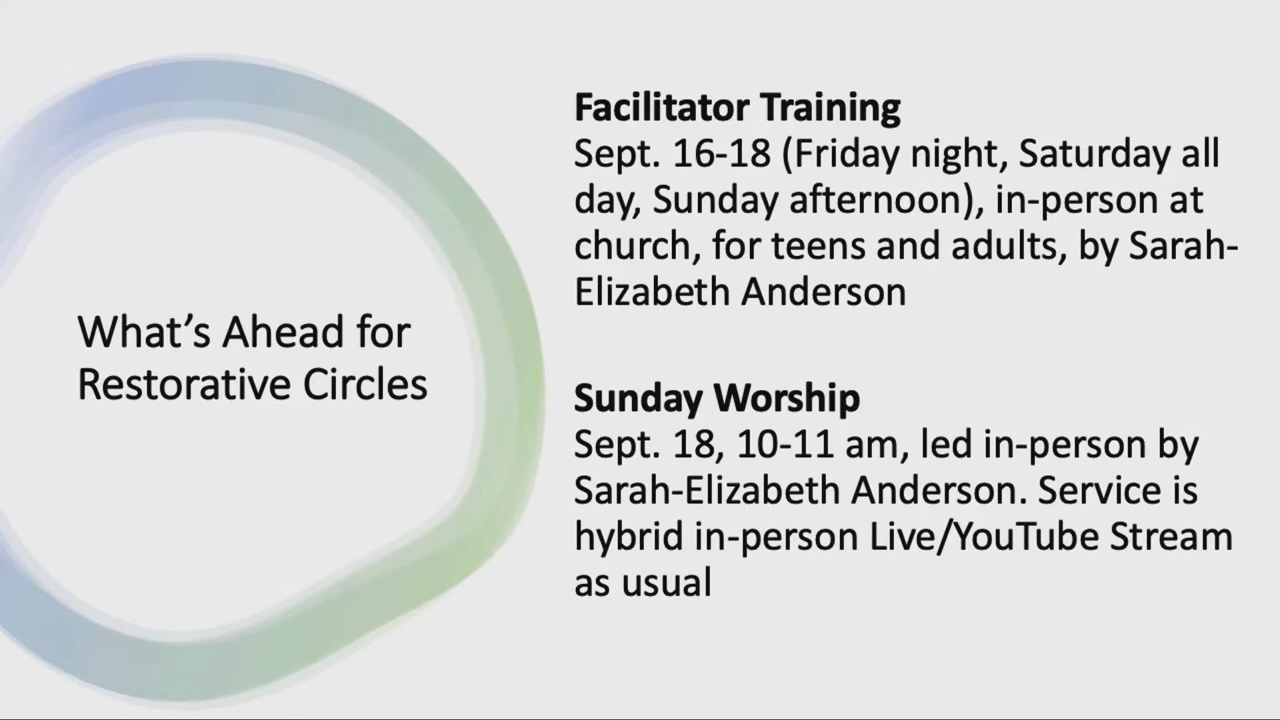 What's Ahead for
Restorative Circles
Facilitator Training
Sept. 16-18 (Friday night, Saturday all
day, Sunday afternoon), in-person at
church, for teens and adults, by Sarah-
Elizabeth Anderson
Sunday Worship
Sept. 18, 10-11 am, led in-person by
Sarah-Elizabeth Anderson. Service is
hybrid in-person Live/YouTube Stream
as usual